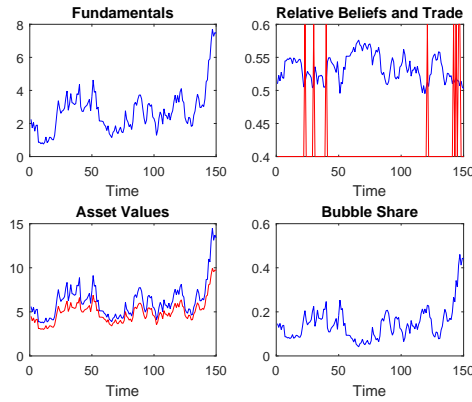 Fundamentals
8
6
4
2
0
0 50 100 150
Time
Relative Beliefs and Trade
0.6
0.55
0.5
0.45
0.4
0 50 100 150
Time
Asset Values
15
10
5
0
0 50 100 150
Time
Bubble Share
0.6
0.4
0.2
0
0 50 100 150
Time